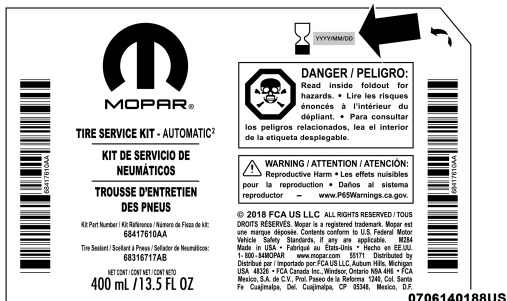 YYYY/MM/DD
MOPAR®
TIRE SERVICE KIT - AUTOMATIC²
KIT DE SERVICIO DE
NEUMÁTICOS
TROUSSE D'ENTRETIEN
DES PNEUS
Kit Part Number / Kit Référence / Número de Fieza de kit:
68417610AA
Tire Sealant / Scellant à Pneus / Sellador de Neumáticos:
68316717AB
NET CONT / CONT NET / CONT NETO
400 mL / 13.5 FL OZ
68417610AA
DANGER / PELIGRO:
Read inside foldout for
hazards. • Lire les risques
énoncés à l'intérieur du
dépliant. • Para consultar
los peligros relacionados, lea el interior
de la etiqueta desplegable.
WARNING / ATTENTION / ATENCIÓN:
Reproductive Harm • Les effets nuisibles
pour la reproduction • Daños al sistema
reproductor – www.P65Warnings.ca.gov.
© 2018 FCA US LLC ALL RIGHTS RESERVED / TOUS
DROITS RÉSERVÉS. Mopar is a registered trademark. Mopar est
une marque déposée. Contents conform to U.S. Federal Motor
Vehicle Safety Standards, if any are applicable. M284
Made in USA • Fabriqué au États-Unis • Hecho en EE.UU.
1-800-84MOPAR www.mopar.com 55171 Distributed by
Distribué par / Importado por: FCA US LLC, Auburn Hills, Michigan
USA 48326 • FCA Canada Inc., Windsor, Ontario N9A 4H6 • FCA
Mexico, S.A. de C.V., Prol. Paseo de la Reforma 1240, Col. Santa
Fe Cuajimalpa, Del. Cuajimalpa, CP 05348, Mexico, D.F.
68417610AA
0706140188US